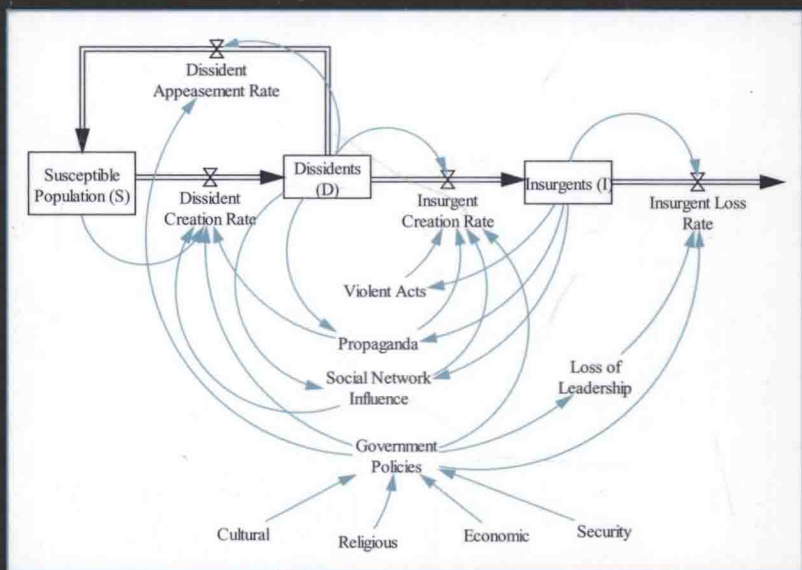 Dissident
Appeasement Rate
Susceptible
Population (S)
Dissident
Creation Rate
Dissidents
(D)
Insurgent
Creation Rate
Insurgents (I)
Insurgent Loss
Rate
Violent Acts
Propaganda
Social Network
Influence
Loss of
Leadership
Government
Policies
Cultural
Religious
Economic
Security